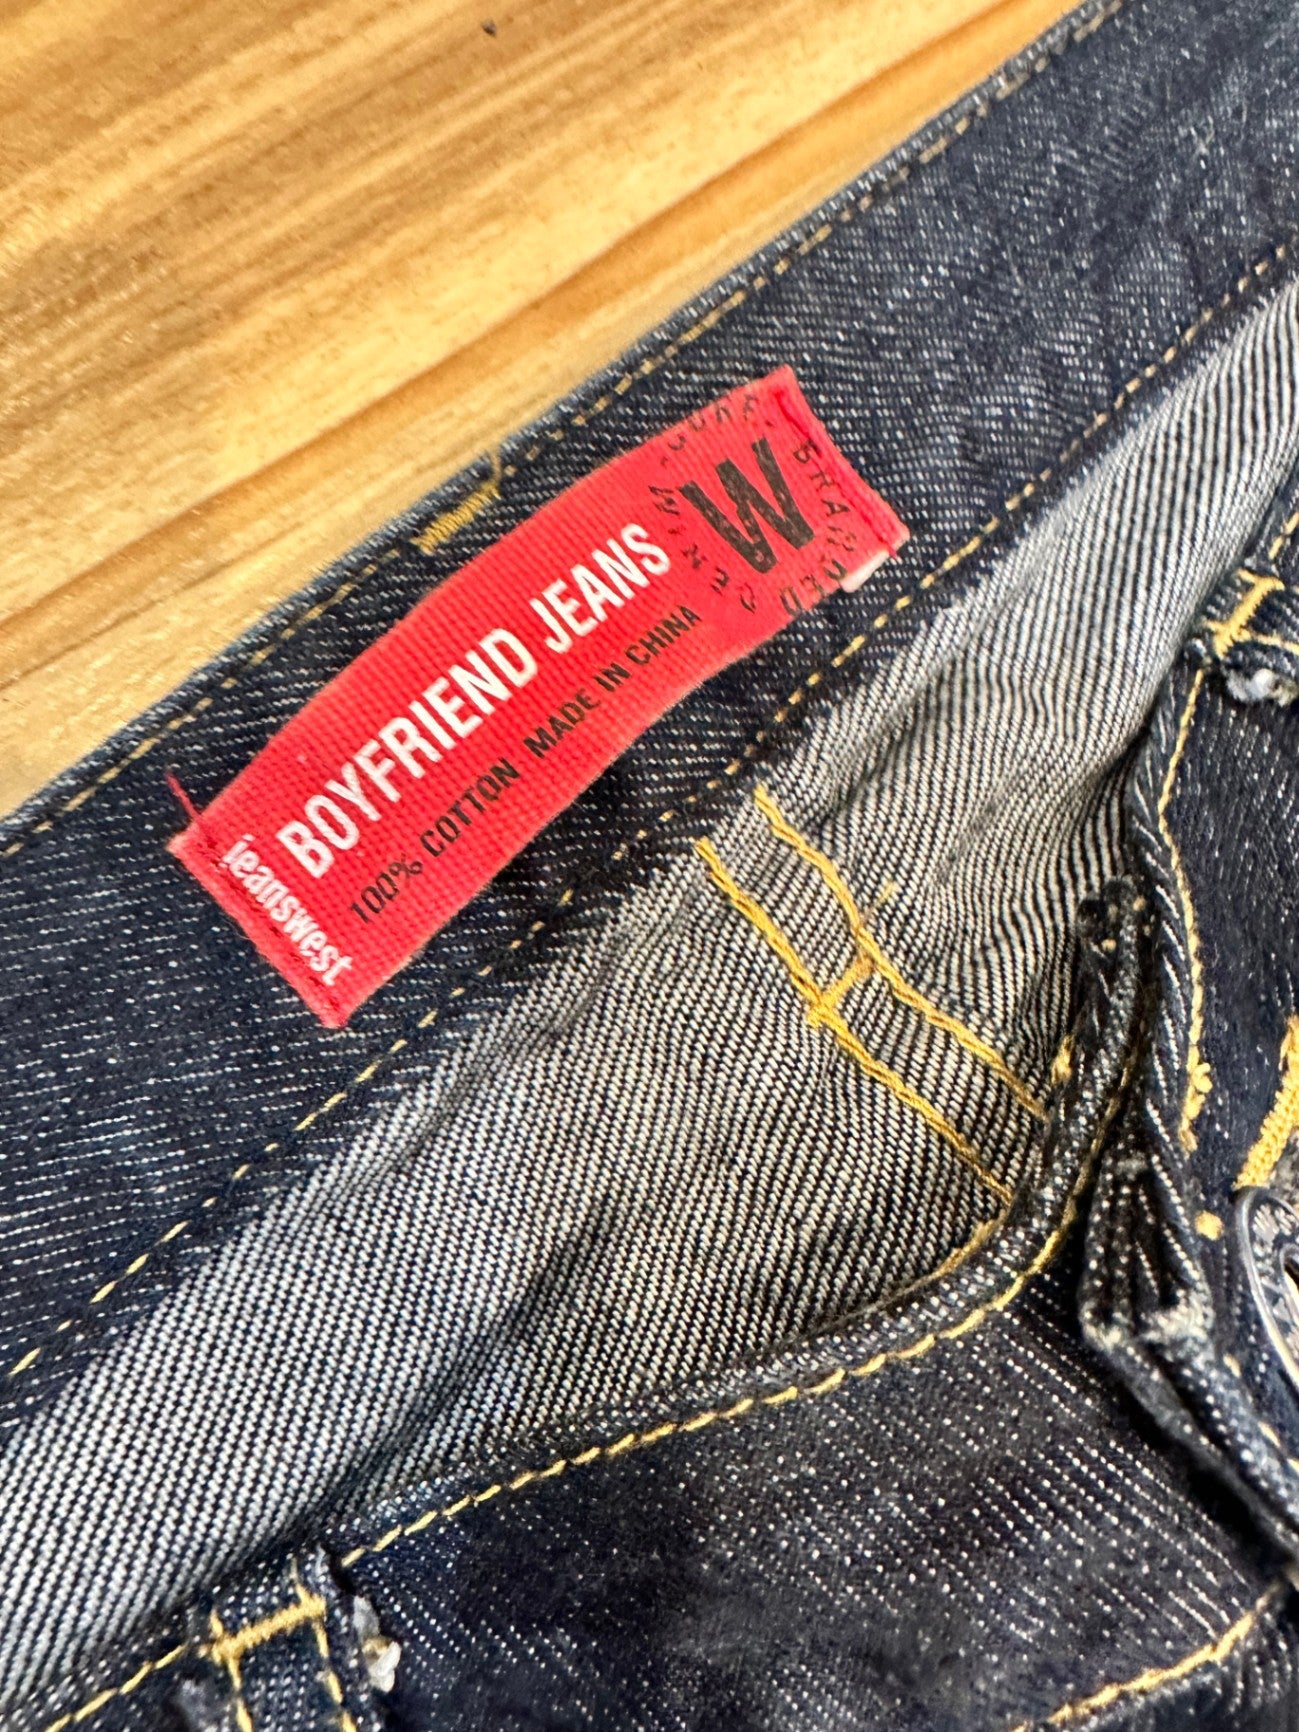 jeanswest
BOYFRIEND JEANS
100% COTTON MADE IN CHINA
W